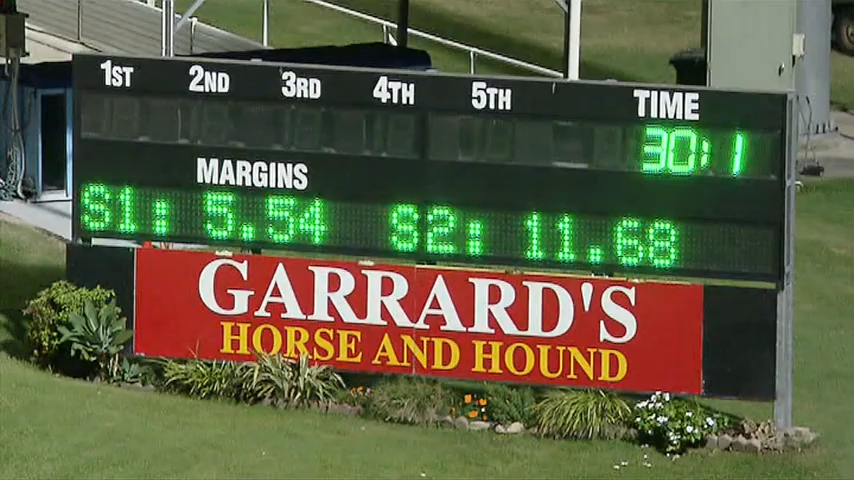 1ST 2ND 3RD 4TH 5TH TIME
30:1
MARGINS
S1: 5.54 S2: 11.68
GARRARD'S
HORSE AND HOUND